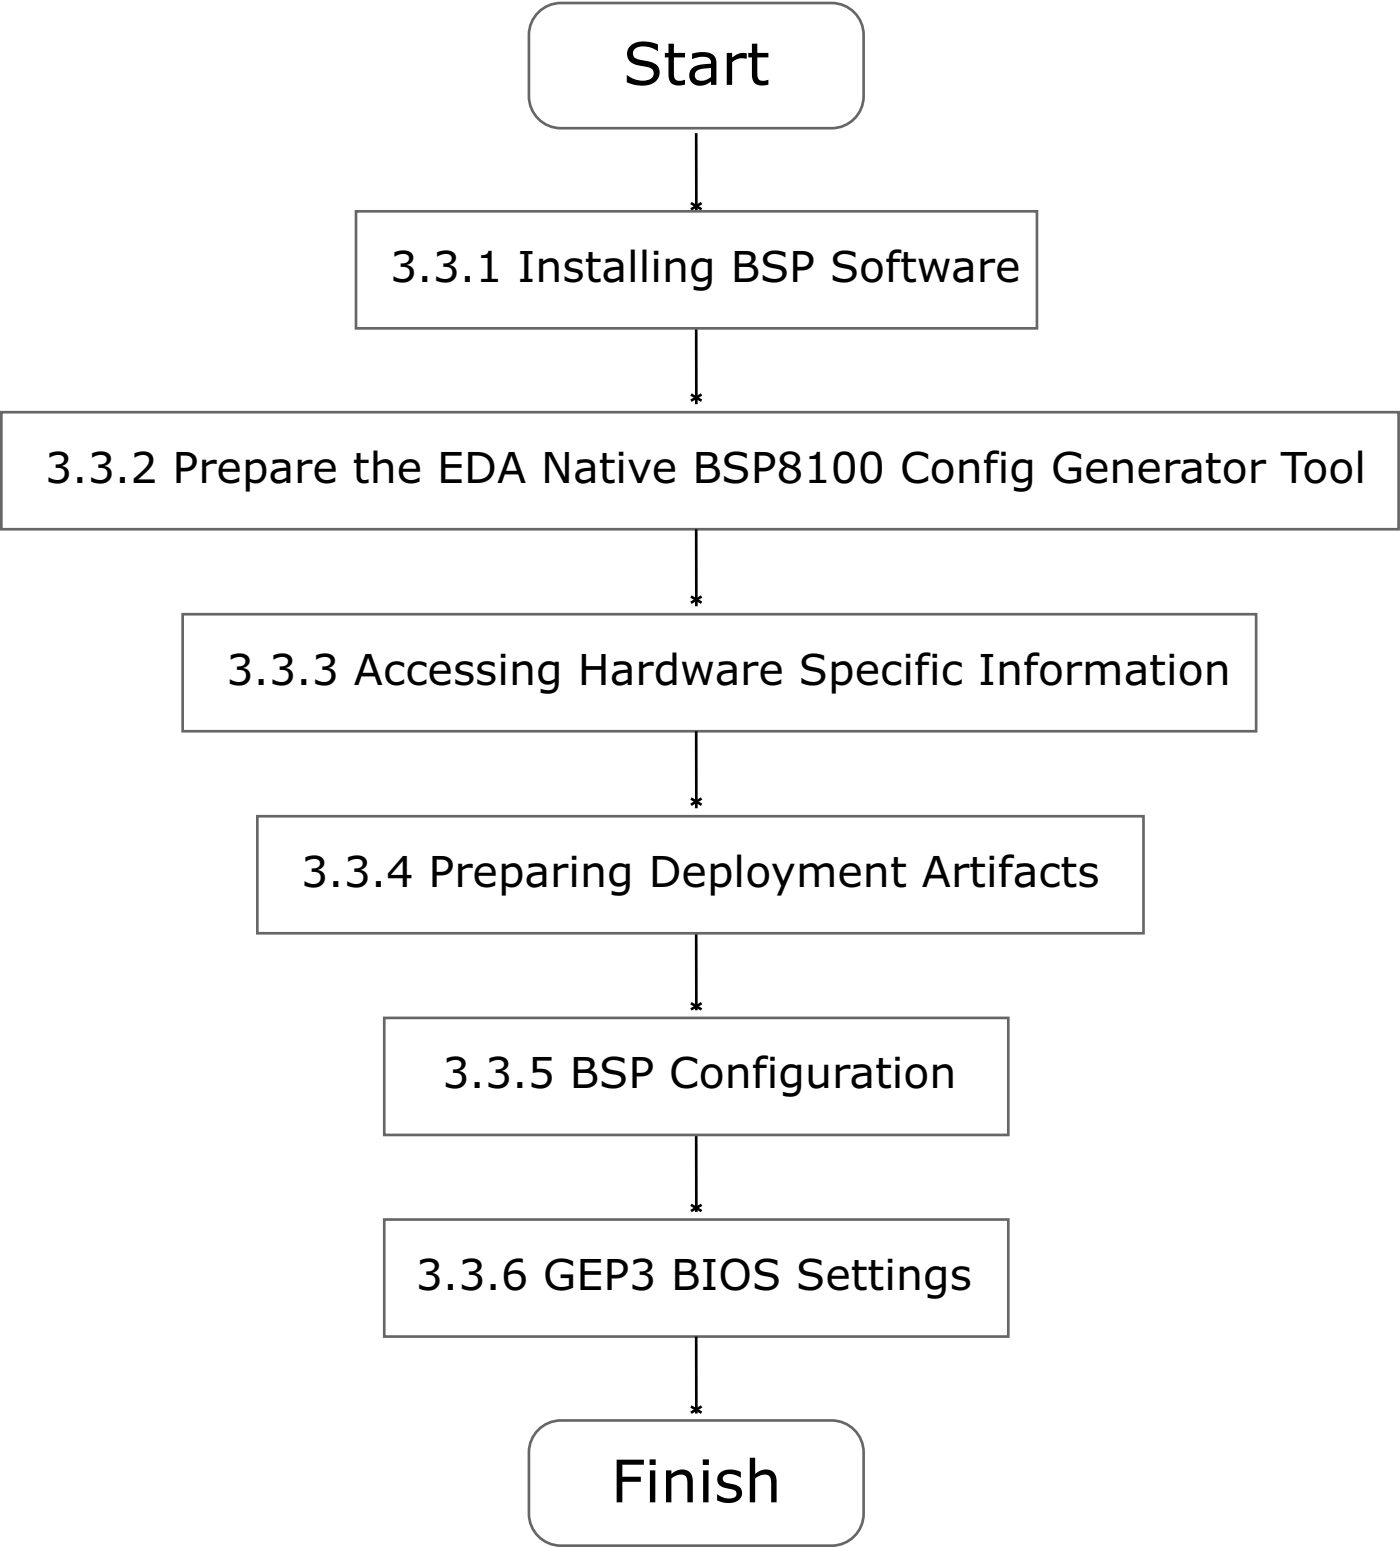 Start
3.3.1 Installing BSP Software
3.3.2 Prepare the EDA Native BSP8100 Config Generator Tool
3.3.3 Accessing Hardware Specific Information
3.3.4 Preparing Deployment Artifacts
3.3.5 BSP Configuration
3.3.6 GEP3 BIOS Settings
Finish